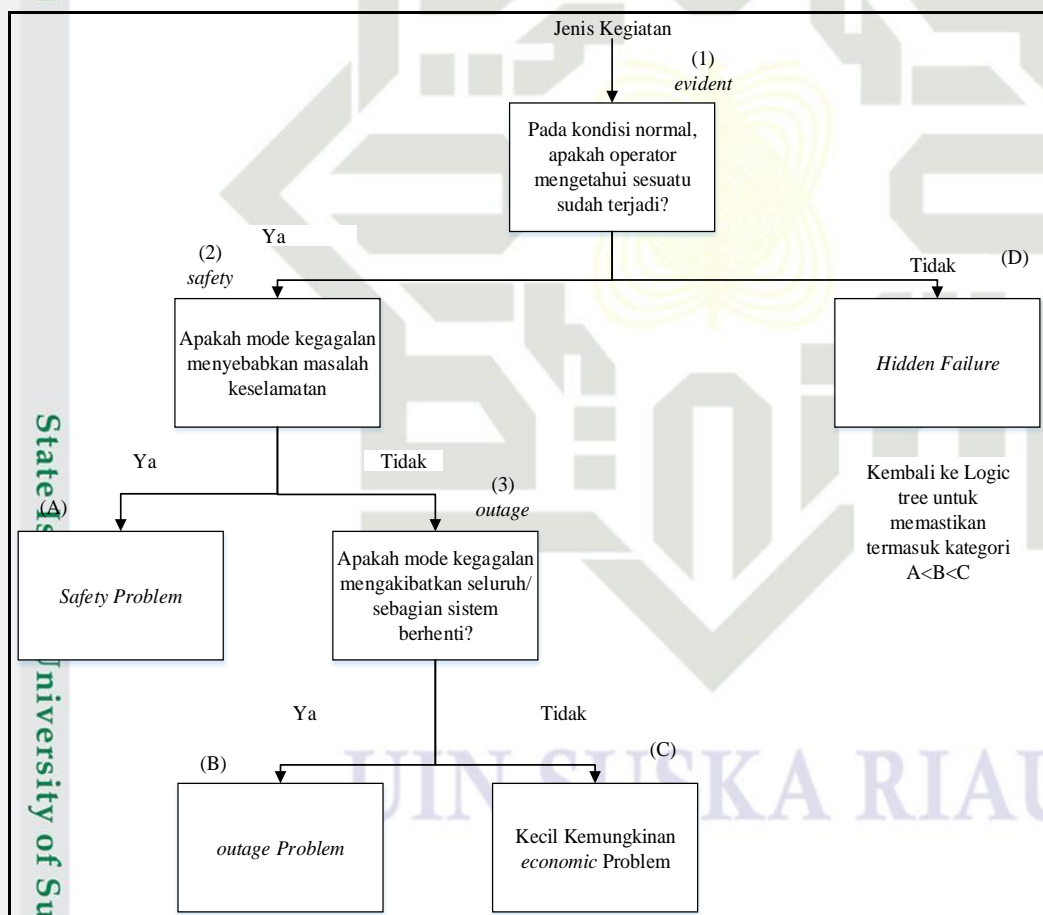 Jenis Kegiatan
(1)
evident
Pada kondisi normal,
apakah operator
mengetahui sesuatu
sudah terjadi?
Ya
Tidak
(D)
(2)
safety
Apakah mode kegagalan
menyebabkan masalah
keselamatan
Hidden Failure
Kembali ke Logic
tree untuk
memastikan
termasuk kategori
A<B<C
Ya
Tidak
(A)
Safety Problem
(3)
outage
Apakah mode kegagalan
mengakibatkan seluruh/
sebagian sistem
berhenti?
Ya
Tidak
(B)
outage Problem
(C)
Kecil Kemungkinan
economic Problem
UIN SUSKA RIAU
State Is University of Su